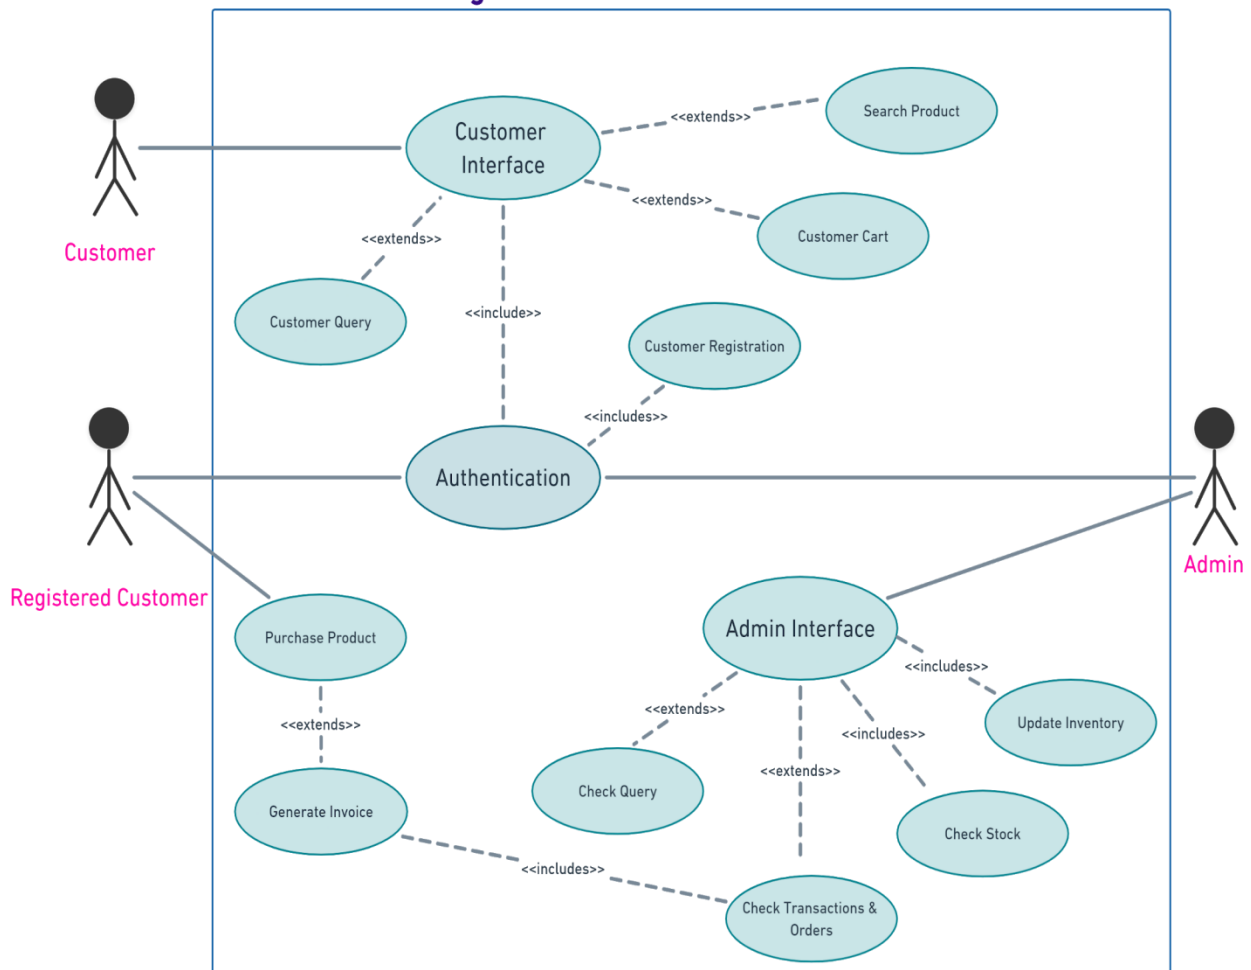 Search Product
<<extends>>
Customer
Interface
<<extends>>
Customer Cart
<<extends>>
Customer
<<include>>
Customer Query
Customer Registration
<<includes>>
Authentication
Admin
Registered Customer
Admin Interface
Purchase Product
<<includes>>
<<extends>>
Update Inventory
<<extends>>
<<includes>>
<<extends>>
Check Query
Generate Invoice
Check Stock
<<includes>>
Check Transactions &
Orders